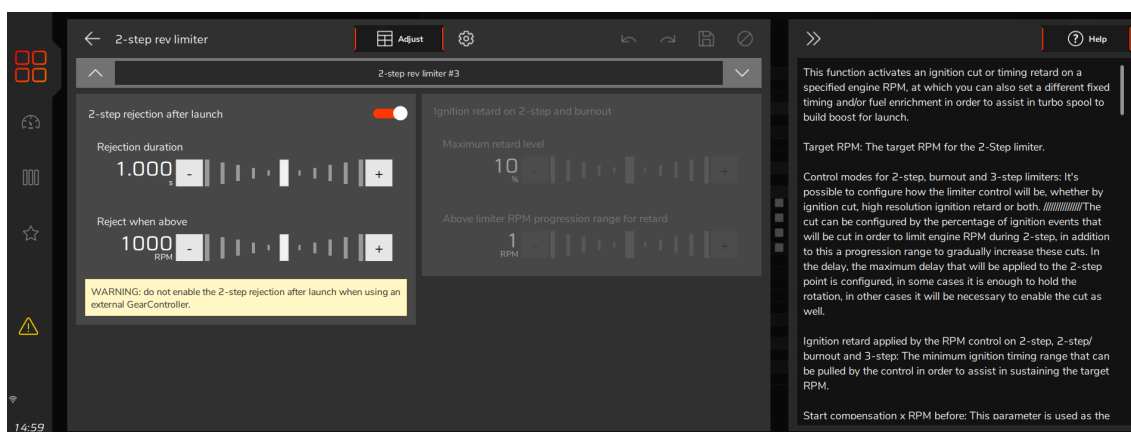 2-step rev limiter
Adjust
2-step rev limiter #3
2-step rejection after launch
Rejection duration
1.000
s
-
+
Reject when above
1000
RPM
-
+
WARNING: do not enable the 2-step rejection after launch when using an
external GearController.
Ignition retard on 2-step and burnout
Maximum retard level
10
%
-
+
Above limiter RPM progression range for retard
1
RPM
-
+
14:59
? Help
This function activates an ignition cut or timing retard on a
specified engine RPM, at which you can also set a different fixed
timing and/or fuel enrichment in order to assist in turbo spool to
build boost for launch.
Target RPM: The target RPM for the 2-Step limiter.
Control modes for 2-step, burnout and 3-step limiters: It's
possible to configure how the limiter control will be, whether by
ignition cut, high resolution ignition retard or both. ///////////////The
cut can be configured by the percentage of ignition events that
will be cut in order to limit engine RPM during 2-step, in addition
to this a progression range to gradually increase these cuts. In
the delay, the maximum delay that will be applied to the 2-step
point is configured, in some cases it is enough to hold the
rotation, in other cases it will be necessary to enable the cut as
well.
Ignition retard applied by the RPM control on 2-step, 2-step/
burnout and 3-step: The minimum ignition timing range that can
be pulled by the control in order to assist in sustaining the target
RPM.
Start compensation x RPM before: This parameter is used as the